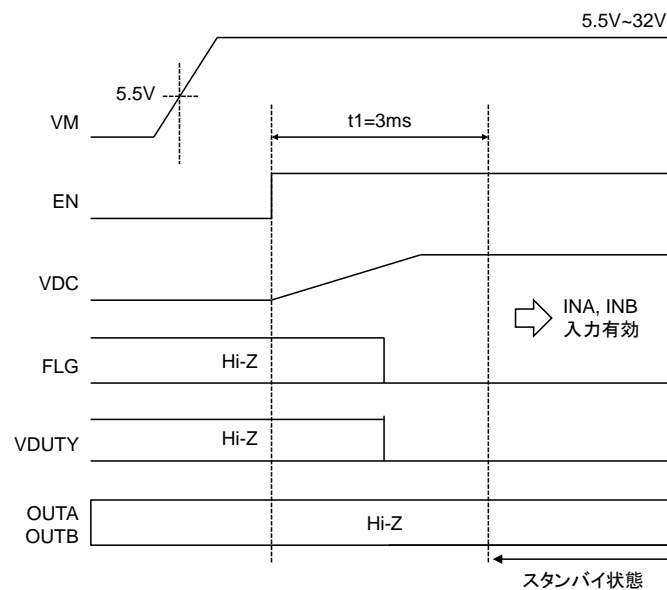 5.5V~32V
5.5V
VM
t1=3ms
EN
VDC
INA, INB
入力有効
Hi-Z
FLG
Hi-Z
VDUTY
OUTA
OUTB
Hi-Z
スタンバイ状態